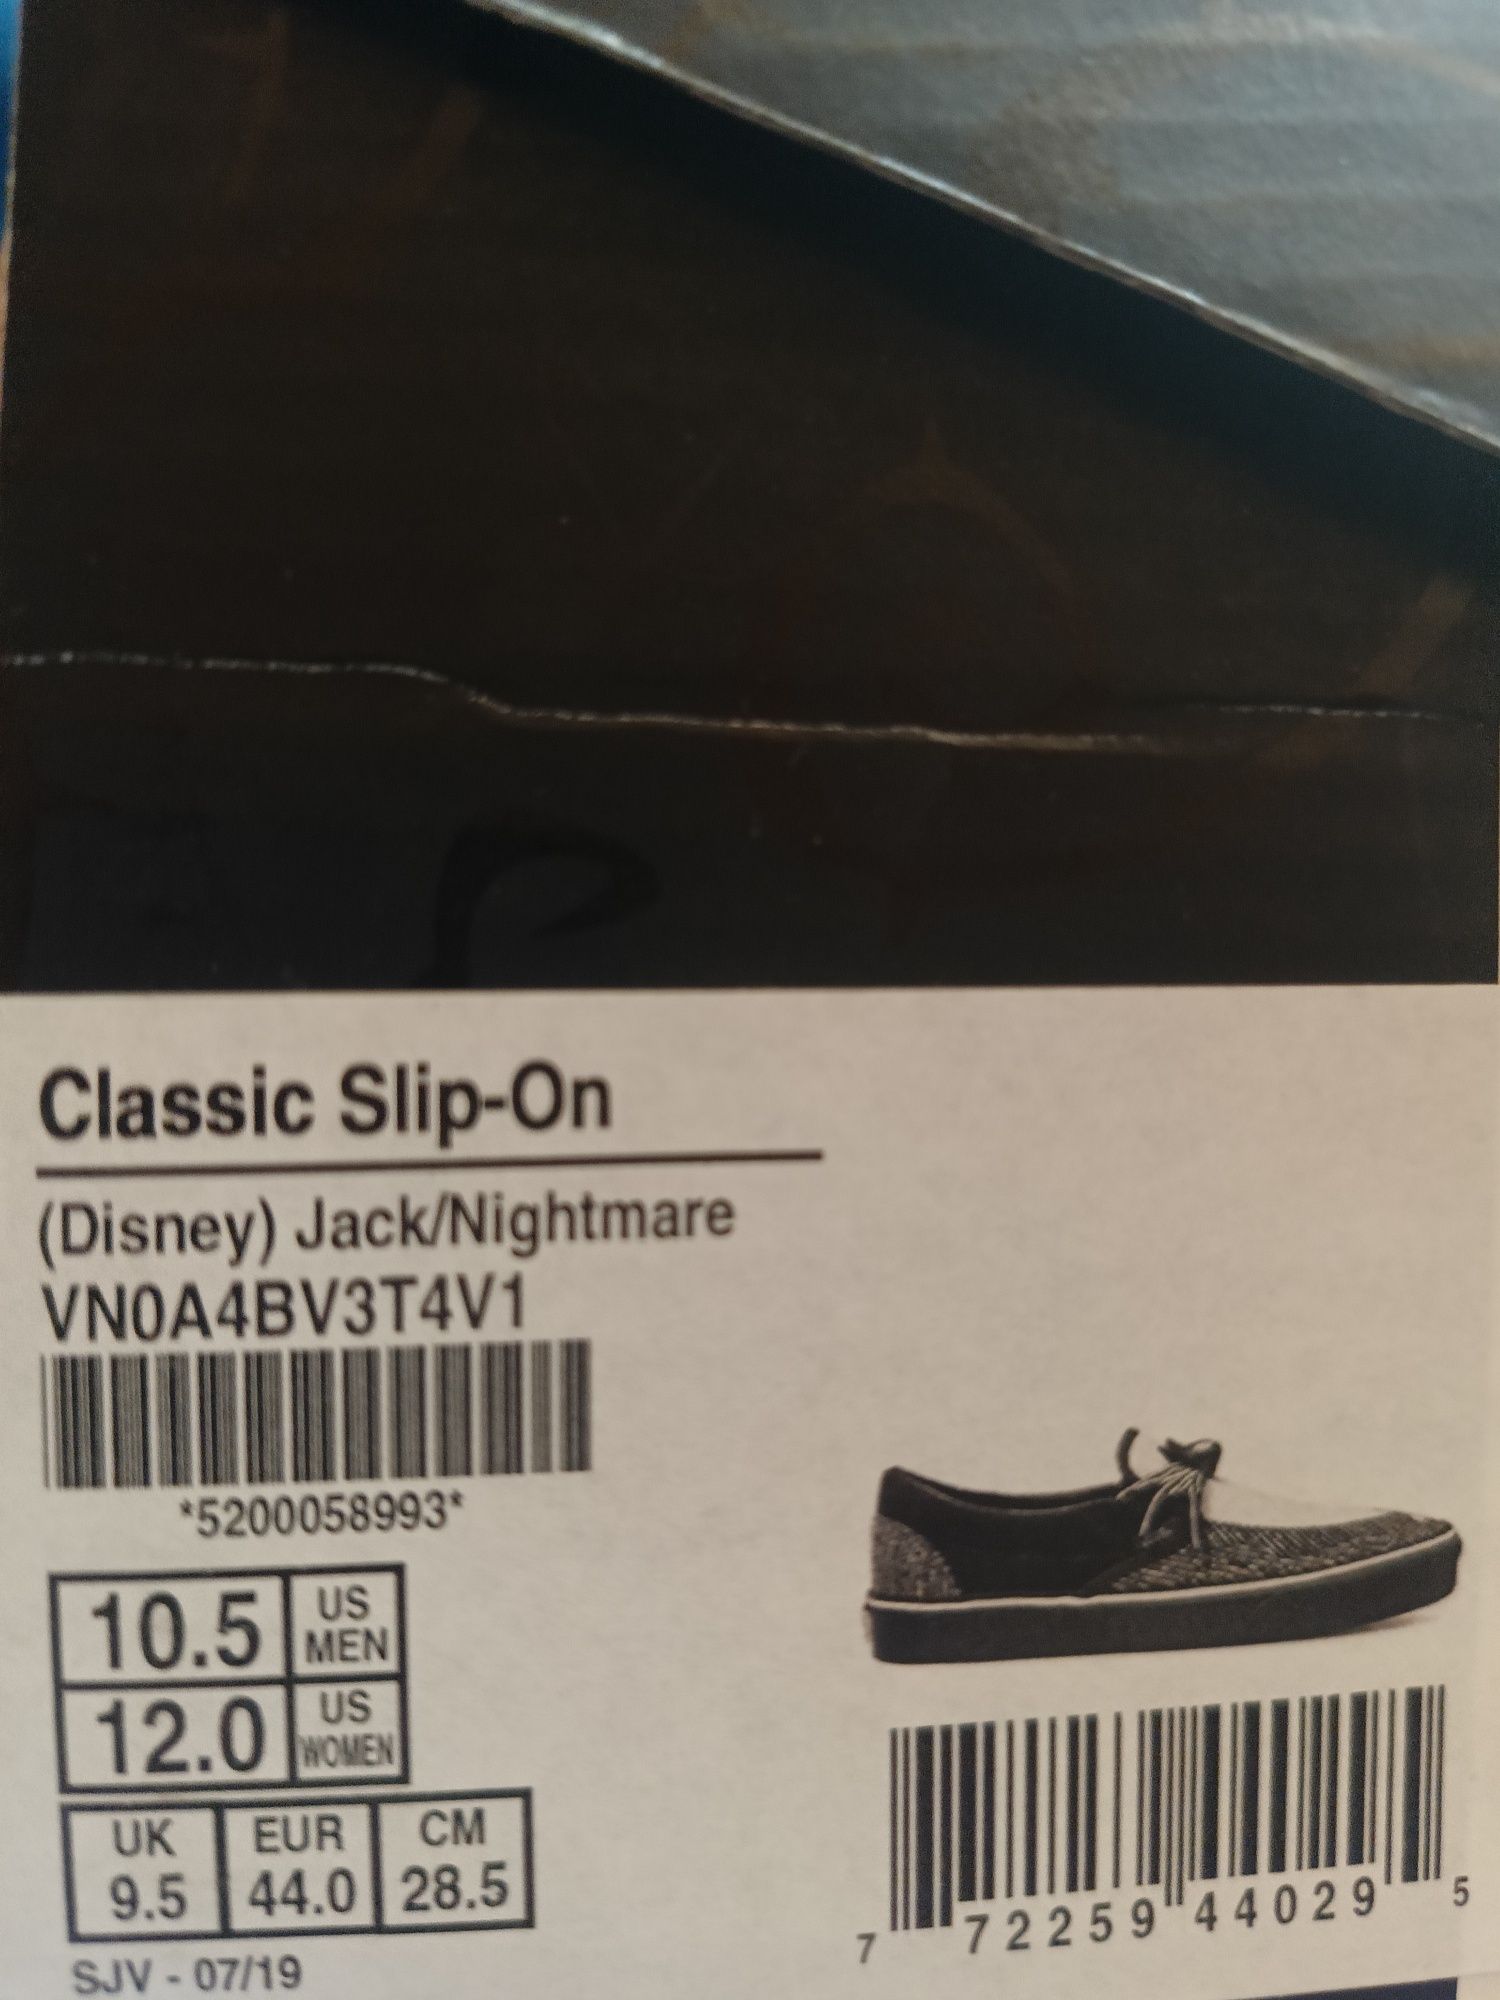 Classic Slip-On
(Disney) Jack/Nightmare
VN0A4BV3T4V1
*5200058993*
10.5 US MEN
12.0 US WOMEN
UK EUR CM
9.5 44.0 28.5
SJV - 07/19
7 72259 44029 5